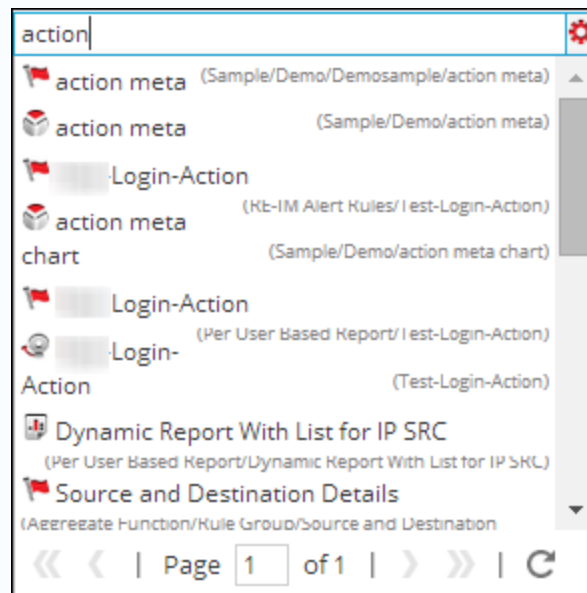 action
action meta (Sample/Demo/Demosample/action meta)
action meta (Sample/Demo/action meta)
-Login-Action
(RE-IM Alert Rules/Test-Login-Action)
action meta
chart (Sample/Demo/action meta chart)
Login-Action
(Per User Based Report/Test-Login-Action)
-Login-
Action (Test-Login-Action)
Dynamic Report With List for IP SRC
(Per User Based Report/Dynamic Report With List for IP SRC)
Source and Destination Details
(Aggregate Function/Rule Group/Source and Destination
Page 1 of 1